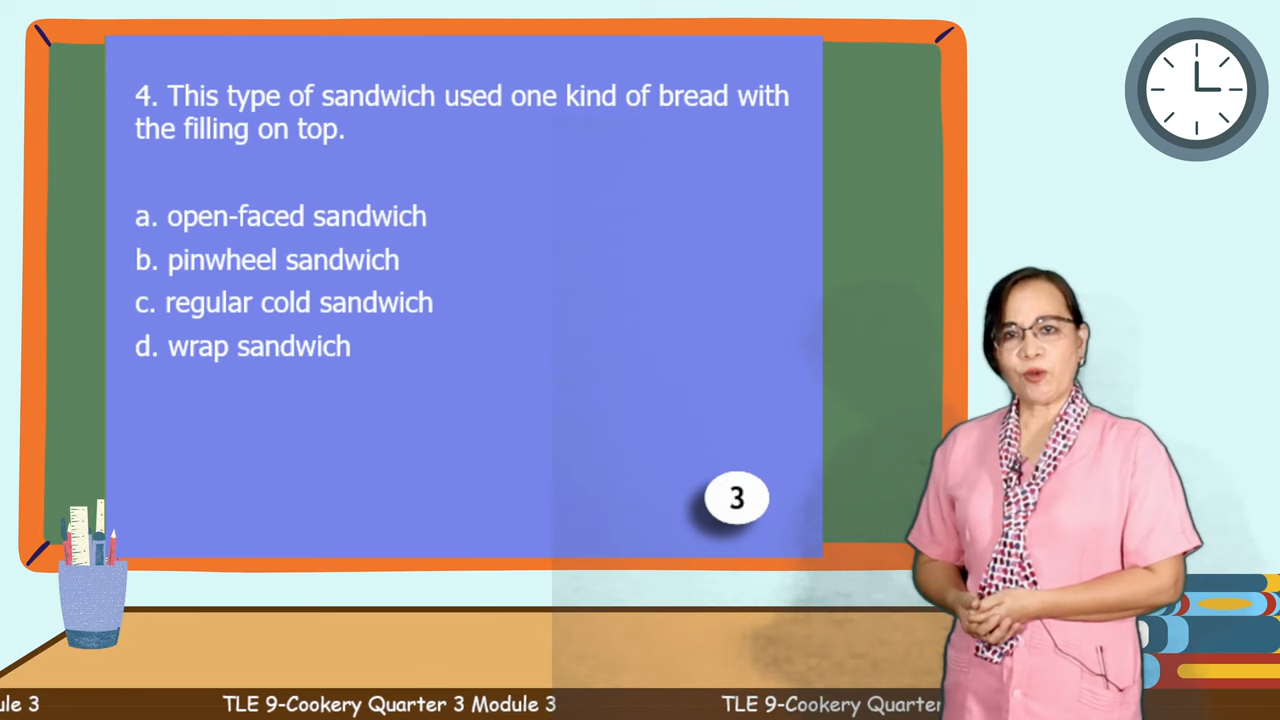 4. This type of sandwich used one kind of bread with
the filling on top.
a. open-faced sandwich
b. pinwheel sandwich
c. regular cold sandwich
d. wrap sandwich
3
ule 3
TLE 9-Cookery Quarter 3 Module 3
TLE 9-Cookery Quarter